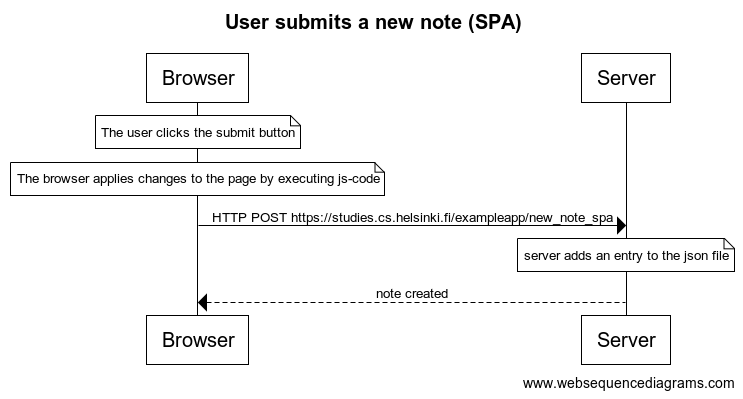 User submits a new note (SPA)
Browser
Server
The user clicks the submit button
The browser applies changes to the page by executing js-code
HTTP POST https://studies.cs.helsinki.fi/exampleapp/new_note_spa
server adds an entry to the json file
note created
Browser
Server
www.websequencediagrams.com